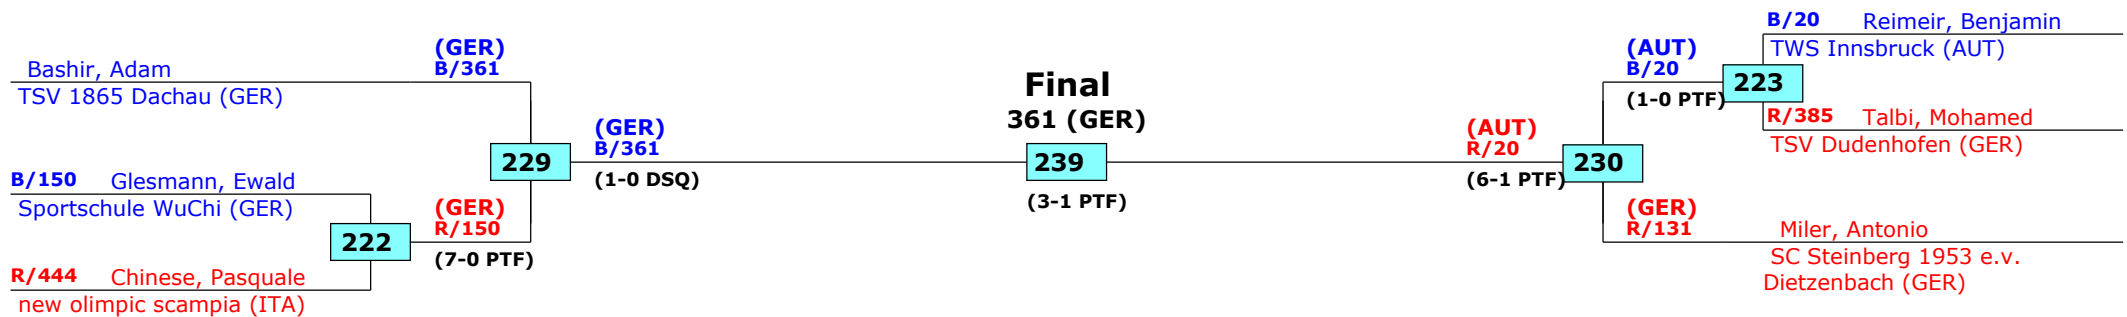 Bashir, Adam
TSV 1865 Dachau (GER)
(GER)
B/361
B/150 Glesmann, Ewald
Sportschule WuChi (GER)
222
R/444 Chinese, Pasquale
new olimpic scampia (ITA)
(GER)
R/150
(7-0 PTF)
229
(GER)
B/361
(1-0 DSQ)
Final
361 (GER)
239
(3-1 PTF)
(AUT)
R/20
(6-1 PTF)
230
(AUT)
B/20
(1-0 PTF)
223
B/20 Reimeir, Benjamin
TWS Innsbruck (AUT)
R/385 Talbi, Mohamed
TSV Dudenhofen (GER)
(GER)
R/131
Miler, Antonio
SC Steinberg 1953 e.v.
Dietzenbach (GER)